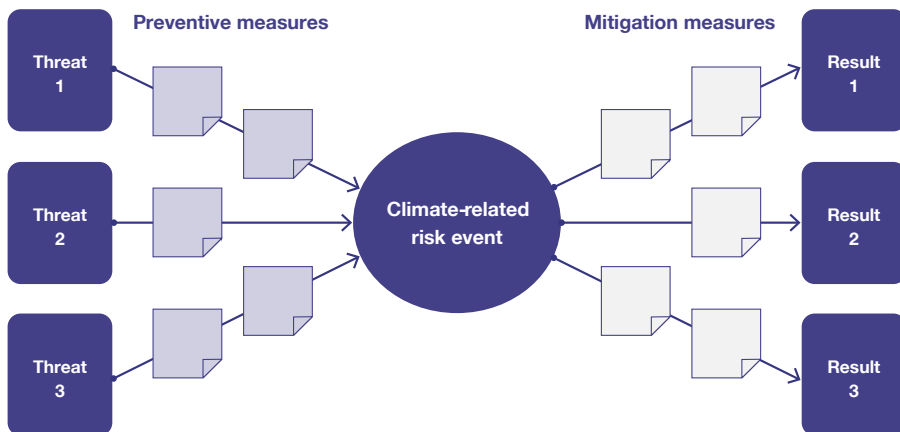 Preventive measures
Mitigation measures
Threat
1
Threat
2
Threat
3
Climate-related
risk event
Result
1
Result
2
Result
3